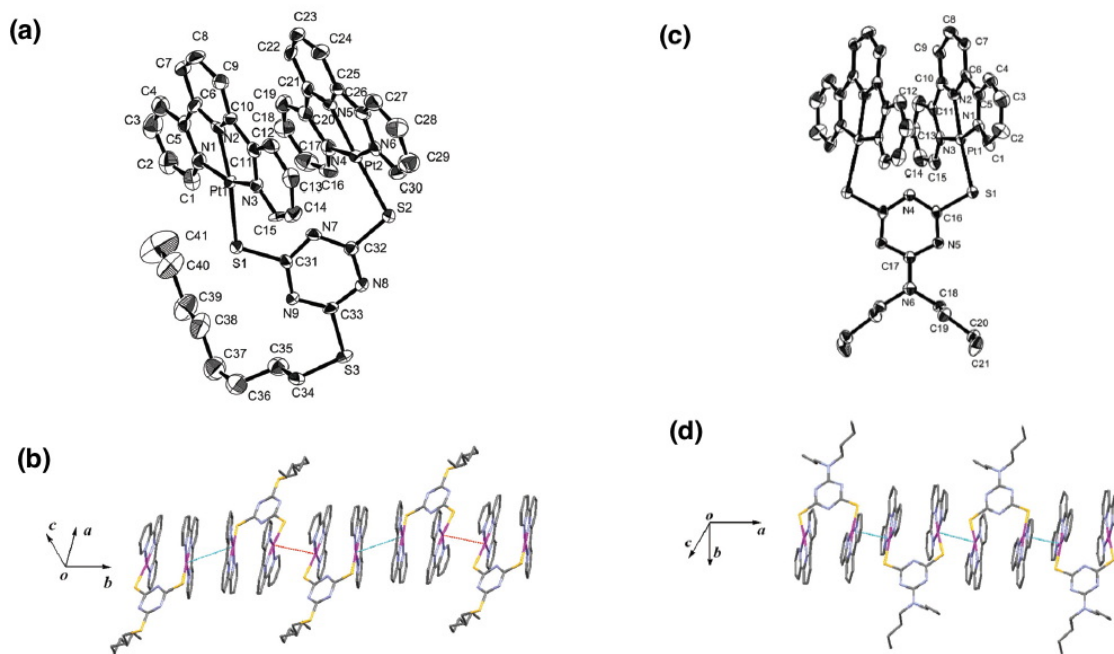 (a)
C23
C22
C24
C8
C7
C9
C21
C25
C4
C6
C19
C26
C27
C3
C5
C10
C18
C20
N5
C28
C2
N2
C12
N6
N1
C11
C17
N4
C29
C1
Pt1
N3
C13
C16
Pt2
C30
C15
C14
S2
C41
N7
C40
S1
C31
C32
C39
N9
N8
C38
C33
C37
C35
S3
C36
C34
(c)
C8
C9
C7
C10
C6
C4
C12
C11
N2
C5
C3
C13
N3
N1
C2
C14
Pt1
C1
C15
S1
N4
C16
C17
N5
N6
C18
C19
C20
C21
(b)
c
a
o
b
(d)
o
a
c
b